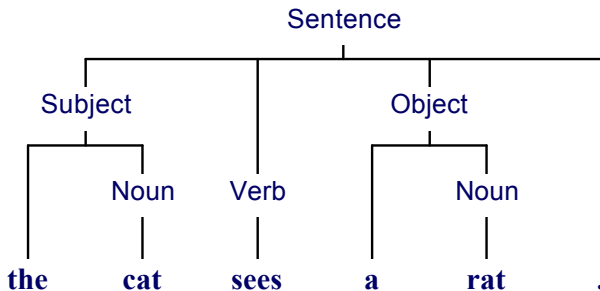 Sentence
Subject Object
Noun Verb Noun
the cat sees a rat .